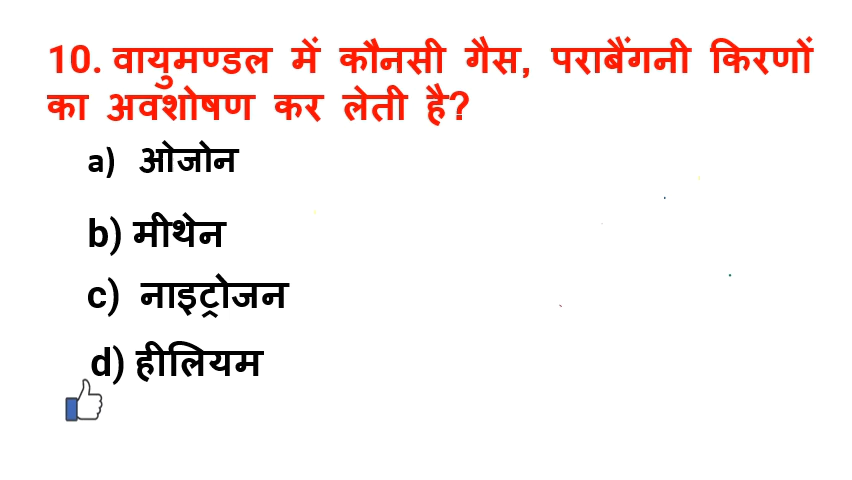 10. वायुमण्डल में कौनसी गैस, पराबैंगनी किरणों
का अवशोषण कर लेती है?
a) ओजोन
b) मीथेन
c) नाइट्रोजन
d) हीलियम